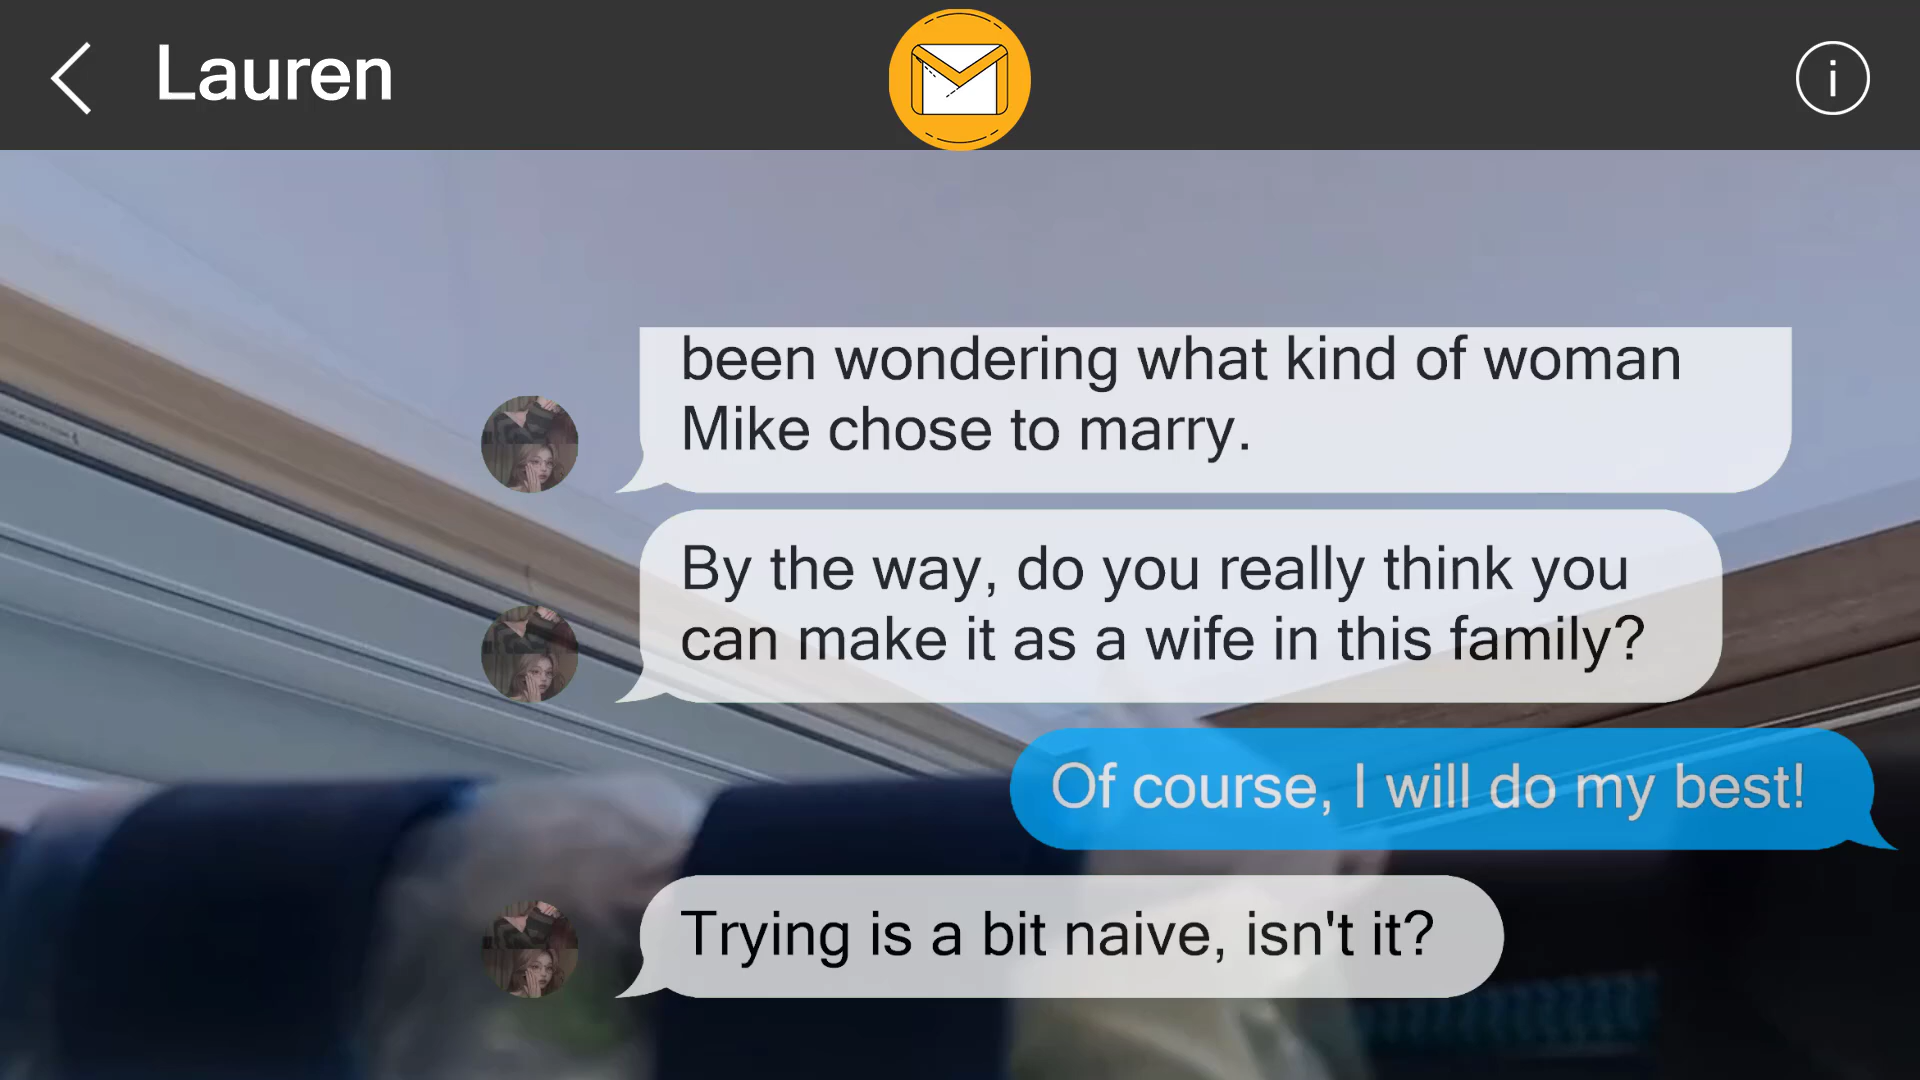 Lauren
i
been wondering what kind of woman
Mike chose to marry.
By the way, do you really think you
can make it as a wife in this family?
Of course, I will do my best!
Trying is a bit naive, isn't it?